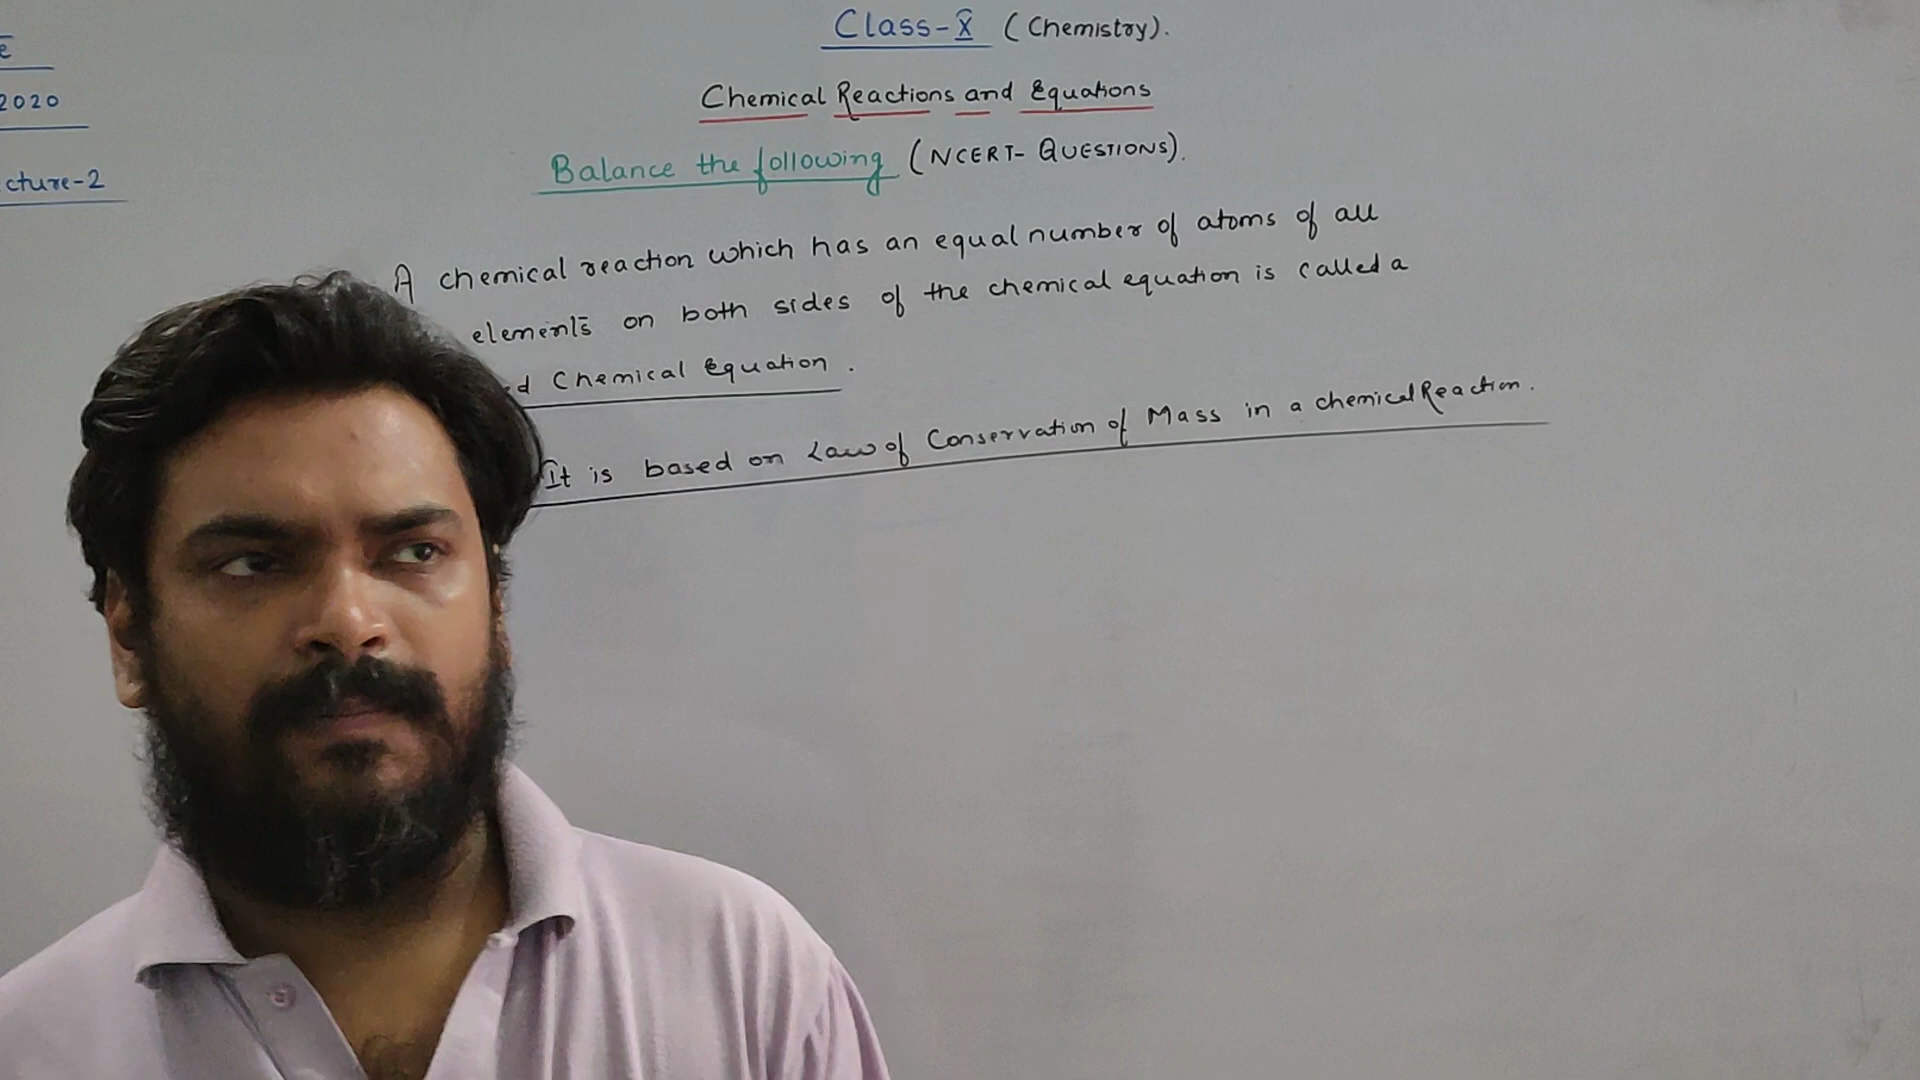 Class-X (Chemistry).
2020
Chemical Reactions and Equations
Balance the following (NCERT- QUESTIONS).
cture-2
A chemical reaction which has an equal number of atoms of all
elements on both sides of the chemical equation is called a
d Chemical Equation.
It is based on Law of Conservation of Mass in a chemical Reaction.